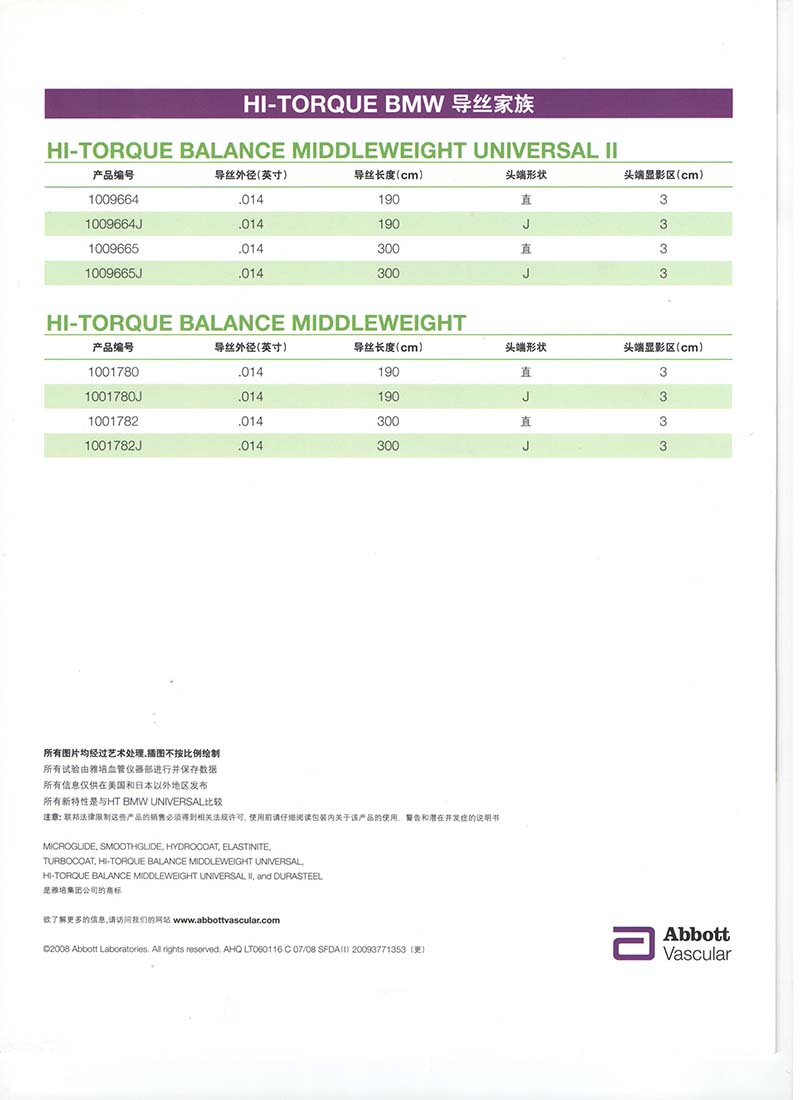 HI-TORQUE BMW 导丝家族
HI-TORQUE BALANCE MIDDLEWEIGHT UNIVERSAL II
产品编号 导丝外径(英寸) 导丝长度(cm) 头端形状 头端显影区(cm)
1009664 .014 190 直 3
1009664J .014 190 J 3
1009665 .014 300 直 3
1009665J .014 300 J 3
HI-TORQUE BALANCE MIDDLEWEIGHT
产品编号 导丝外径(英寸) 导丝长度(cm) 头端形状 头端显影区(cm)
1001780 .014 190 直 3
1001780J .014 190 J 3
1001782 .014 300 直 3
1001782J .014 300 J 3
所有图片均经过艺术处理,插图不按比例绘制
所有试验由雅培血管仪器部进行并保存数据
所有信息仅供在美国和日本以外地区发布
所有新特性是与HT BMW UNIVERSAL比较
注意: 联邦法律限制这些产品的销售必须得到相关法规许可, 使用前请仔细阅读包装内关于该产品的使用、警告和潜在并发症的说明书
MICROGLIDE, SMOOTHGLIDE, HYDROCOAT, ELASTINITE,
TURBOCOAT, HI-TORQUE BALANCE MIDDLEWEIGHT UNIVERSAL,
HI-TORQUE BALANCE MIDDLEWEIGHT UNIVERSAL II, and DURASTEEL
是雅培集团公司的商标
欲了解更多的信息,请访问我们的网站 www.abbottvascular.com
©2008 Abbott Laboratories. All rights reserved. AHQ LT060116 C 07/08 SFDA(I) 20093771353 (更)
Abbott
Vascular